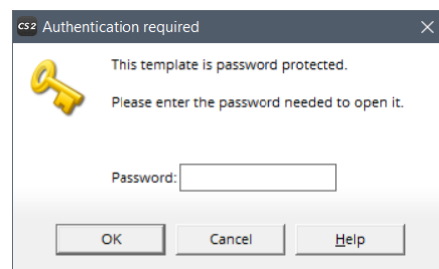 CS2 Authentication required
This template is password protected.
Please enter the password needed to open it.
Password:
OK Cancel Help